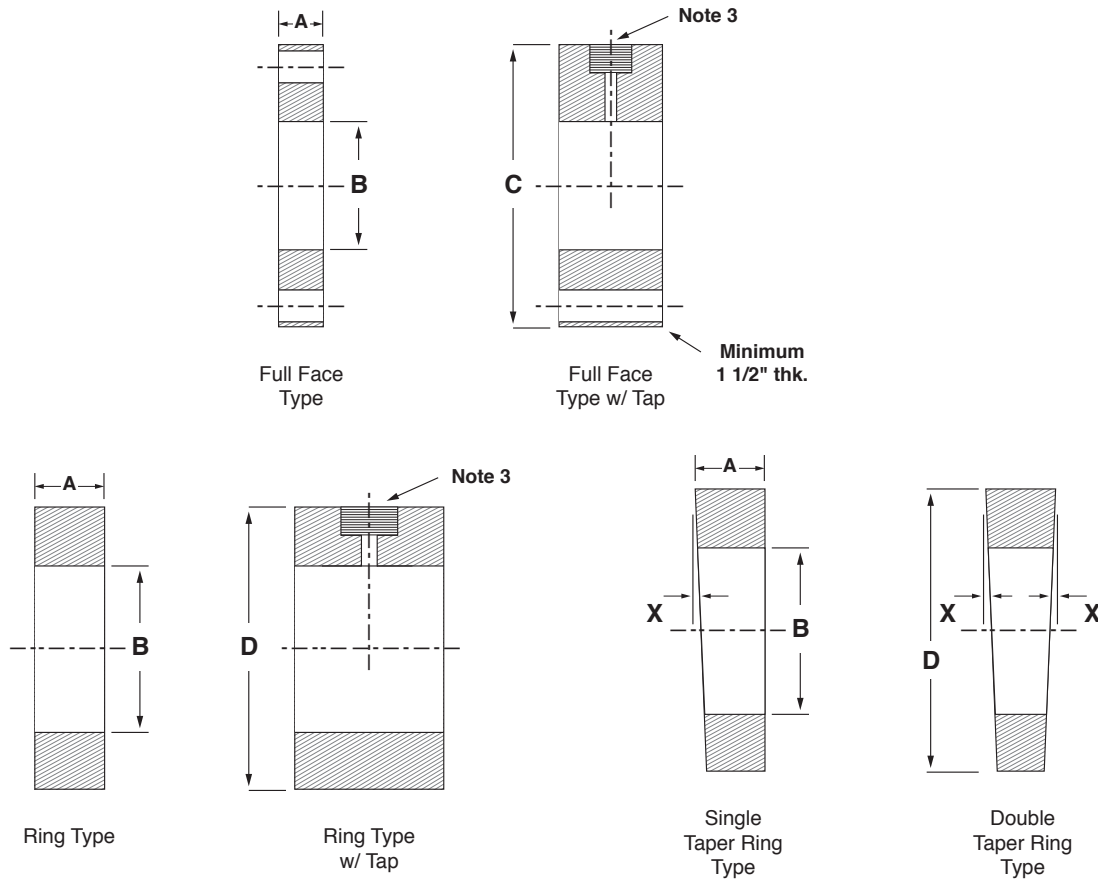 A
Note 3
B
C
Minimum
1 1/2" thk.
Full Face
Type
Full Face
Type w/ Tap
A
Note 3
A
B
D
X
B
X
X
D
Ring Type
Ring Type
w/ Tap
Single
Taper Ring
Type
Double
Taper Ring
Type